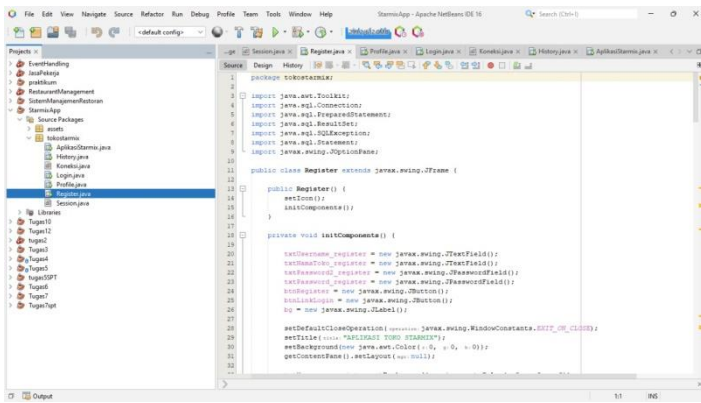 File Edit View Navigate Source Refactor Run Debug Profile Team Tools Window Help
StarmixApp - Apache NetBeans IDE 16
Search (Ctrl+I)
<default config>
Projects
EventHandling
JasaPekerja
praktikum
RestaurantManagement
SistemManajemenRestoran
StarmixApp
Source Packages
assets
tokostarmix
AplikasiStarmix.java
History.java
Koneksi.java
Login.java
Profile.java
Register.java
Session.java
Libraries
Tugas10
Tugas12
tugas2
Tugas3
Tugas4
Tugas5
tugas5SPT
Tugas6
Tugas7
Tugas7spt
...ge Session.java Register.java Profile.java Login.java Koneksi.java History.java AplikasiStarmix.java
Source Design History
1 package tokostarmix;
2
3 import java.awt.Toolkit;
4 import java.sql.Connection;
5 import java.sql.PreparedStatement;
6 import java.sql.ResultSet;
7 import java.sql.SQLException;
8 import java.sql.Statement;
9 import javax.swing.JOptionPane;
10
11 public class Register extends javax.swing.JFrame {
12
13 public Register() {
14 setIcon();
15 initComponents();
16 }
17
18 private void initComponents() {
19
20 txtUsername_register = new javax.swing.JTextField();
21 txtNamaToko_register = new javax.swing.JTextField();
22 txtPassword2_register = new javax.swing.JPasswordField();
23 txtPassword_register = new javax.swing.JPasswordField();
24 btnRegister = new javax.swing.JButton();
25 btnLinkLogin = new javax.swing.JButton();
26 bg = new javax.swing.JLabel();
27
28 setDefaultCloseOperation(operation: javax.swing.WindowConstants.EXIT_ON_CLOSE);
29 setTitle(title: "APLIKASI TOKO STARMIX");
30 setBackground(new java.awt.Color(r: 0, g: 0, b: 0));
31 getContentPane().setLayout(mgr: null);
32
Output
1:1 INS